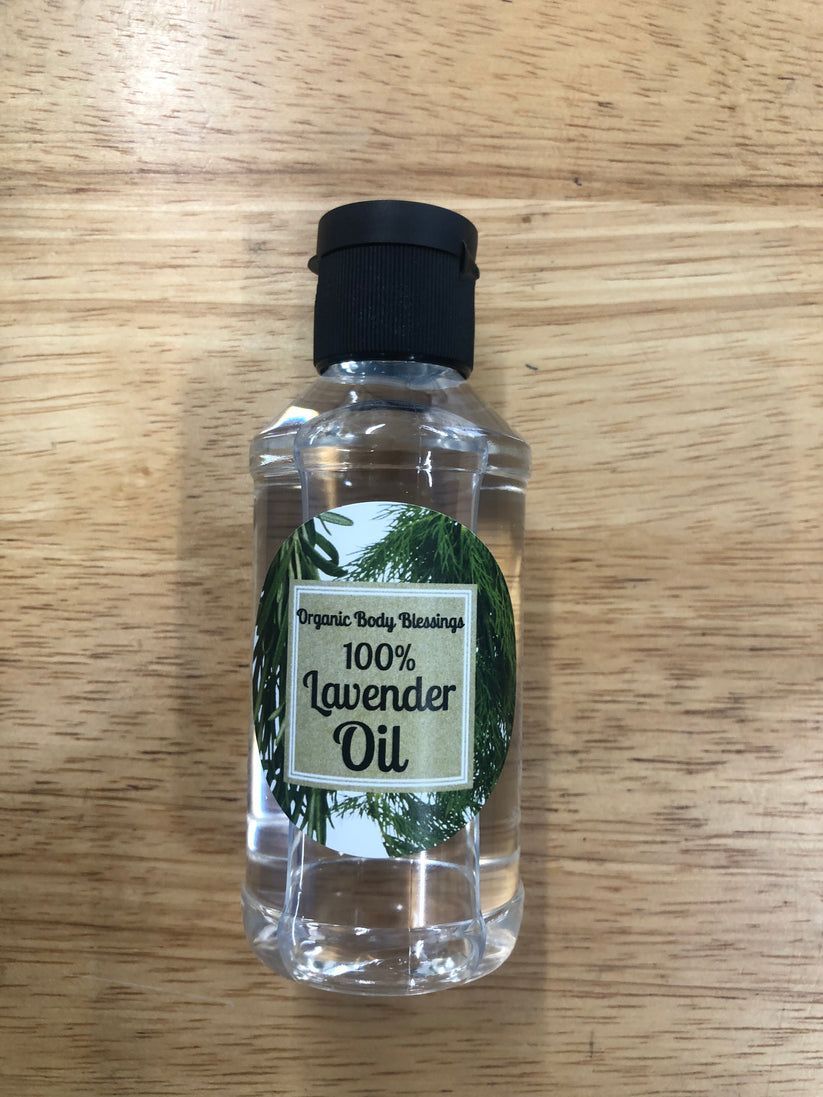 Organic Body Blessings
100%
Lavender
Oil